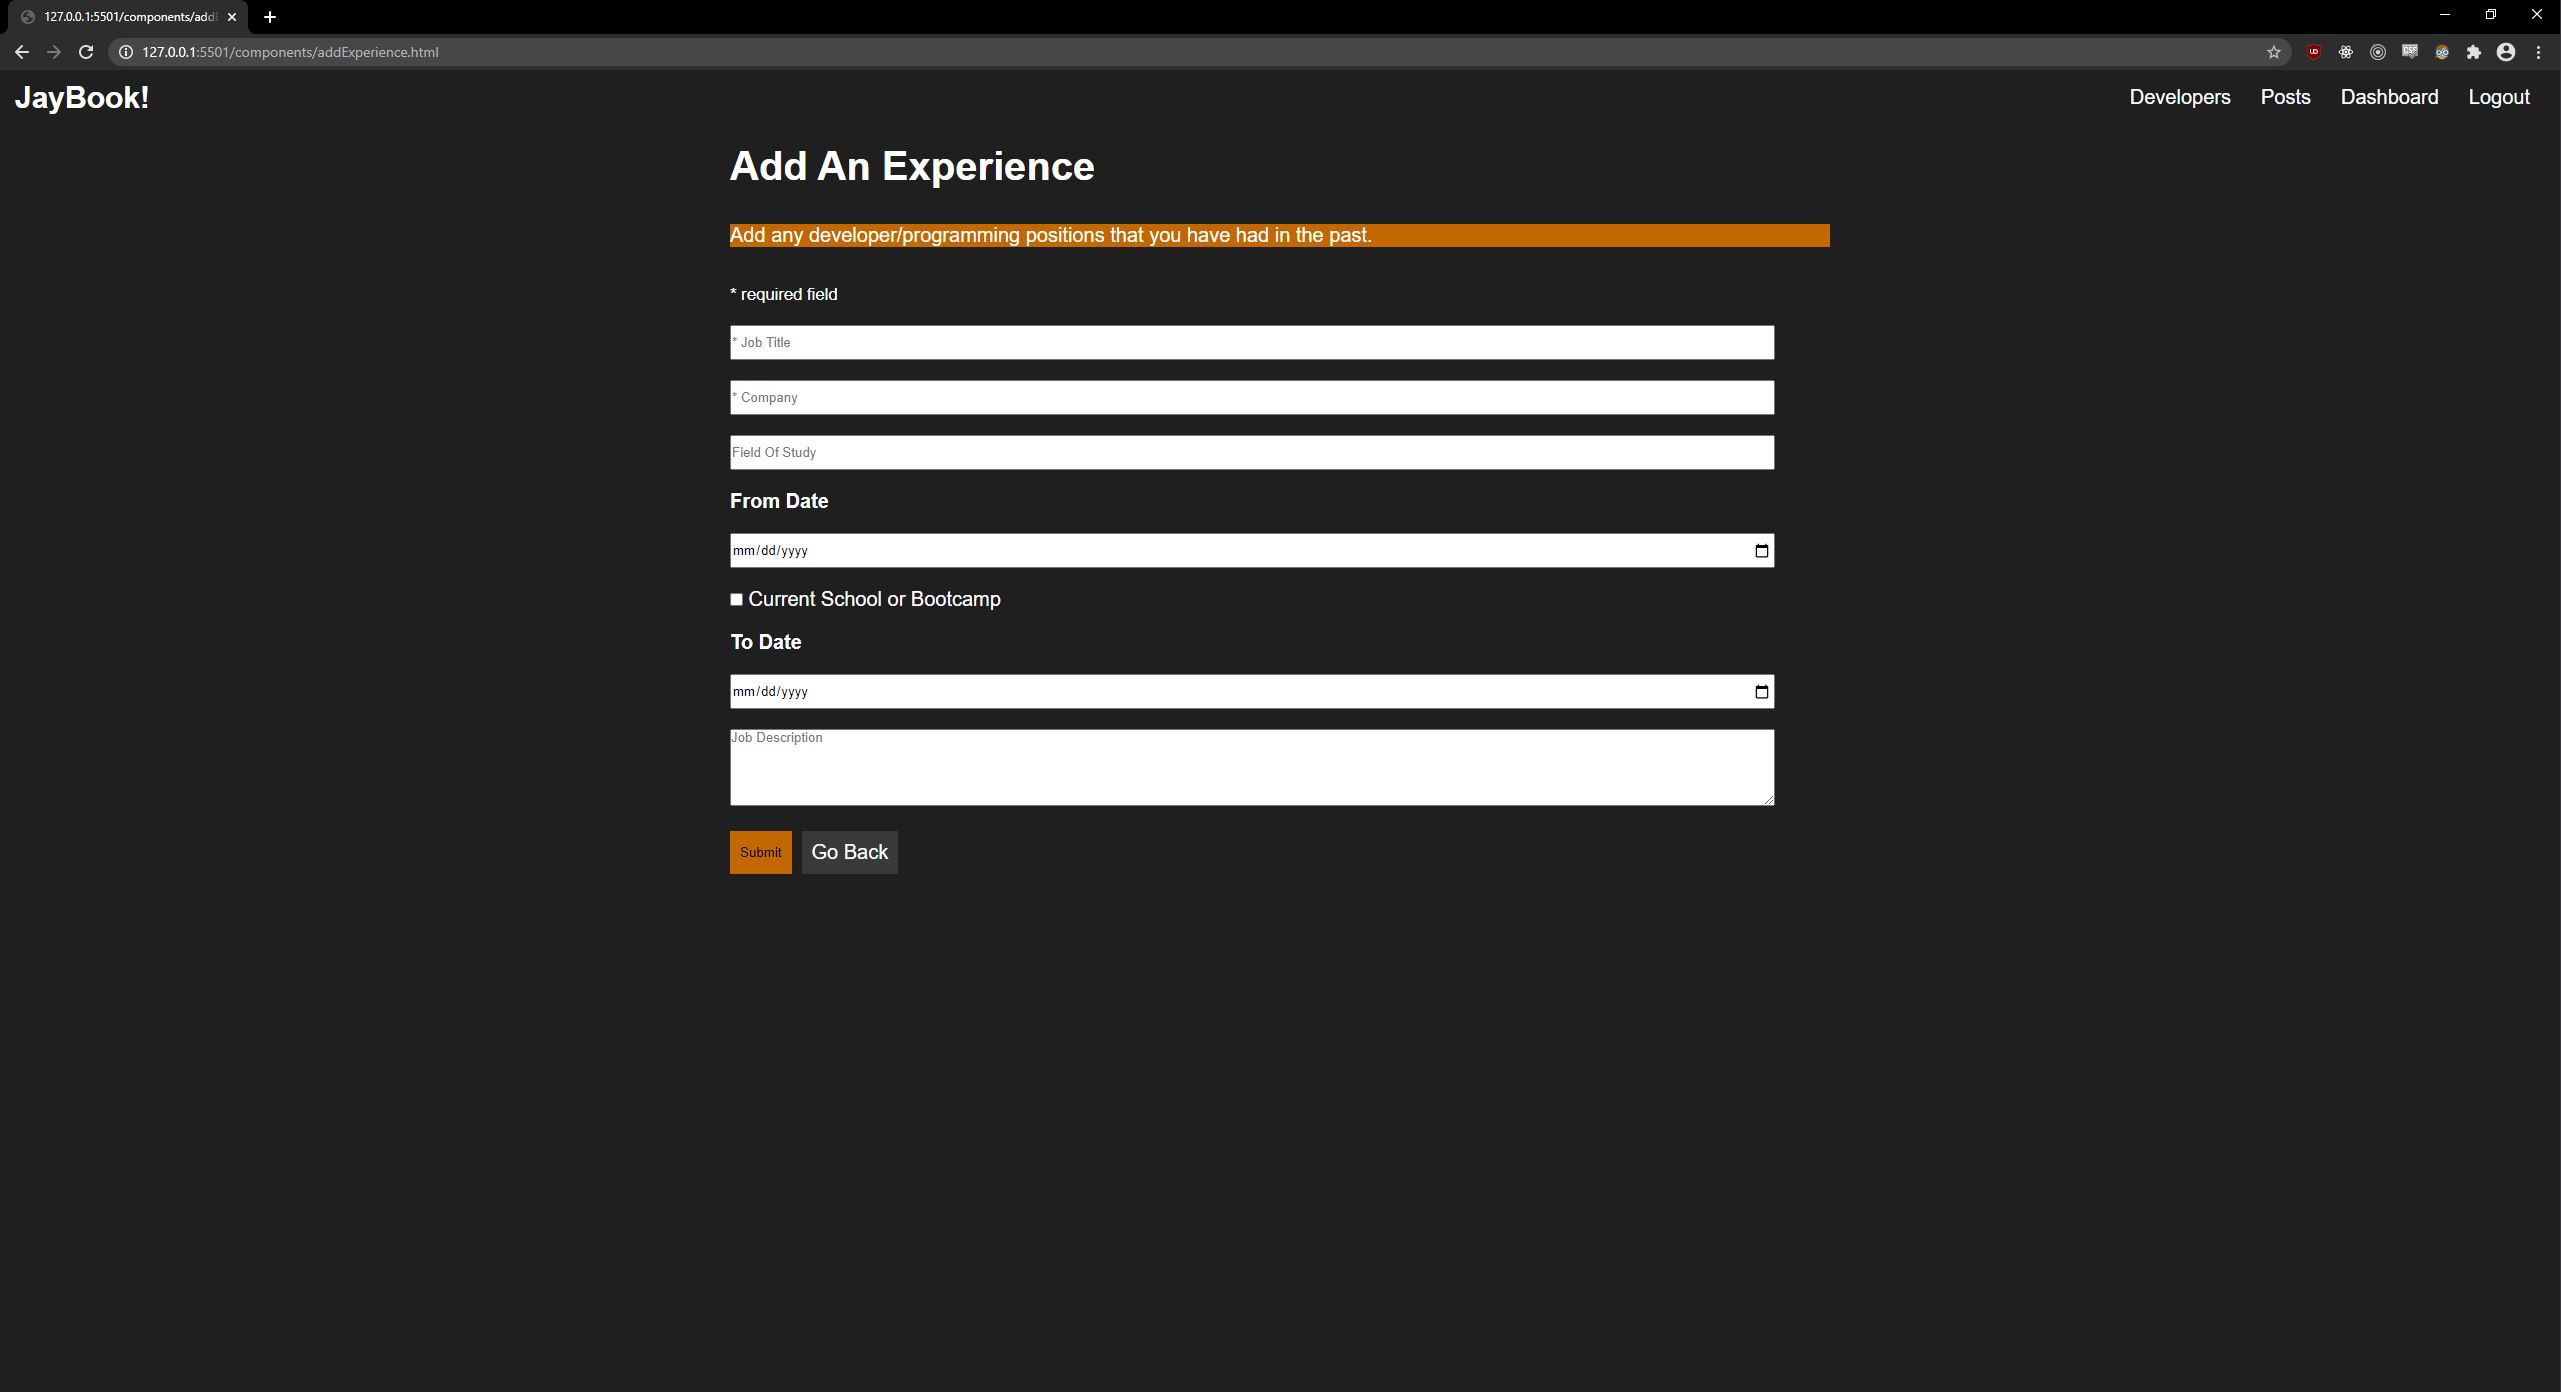 127.0.0.1:5501/components/addE
127.0.0.1:5501/components/addExperience.html
JayBook!
Developers Posts Dashboard Logout
Add An Experience
Add any developer/programming positions that you have had in the past.
* required field
* Job Title
* Company
Field Of Study
From Date
mm/dd/yyyy
Current School or Bootcamp
To Date
mm/dd/yyyy
Job Description
Submit Go Back